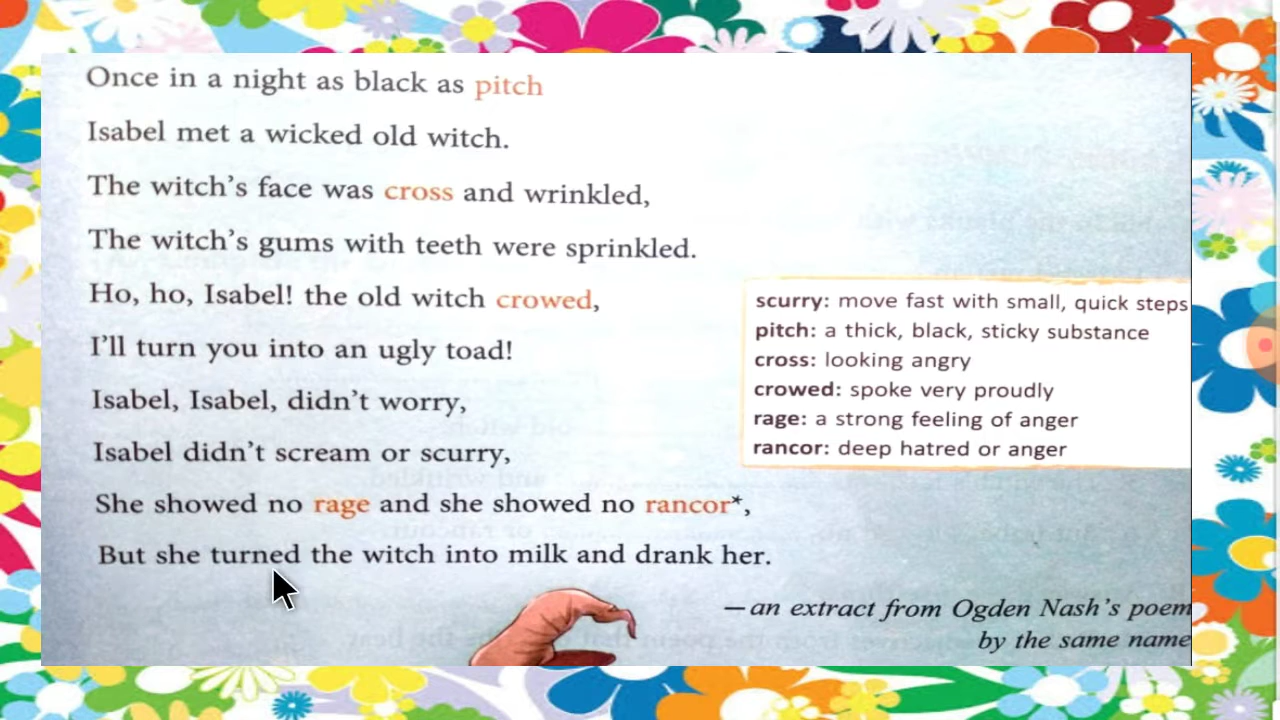 Once in a night as black as pitch
Isabel met a wicked old witch.
The witch's face was cross and wrinkled,
The witch's gums with teeth were sprinkled.
Ho, ho, Isabel! the old witch crowed,
I'll turn you into an ugly toad!
Isabel, Isabel, didn't worry,
Isabel didn't scream or scurry,
She showed no rage and she showed no rancor*,
But she turned the witch into milk and drank her.
scurry: move fast with small, quick steps
pitch: a thick, black, sticky substance
cross: looking angry
crowed: spoke very proudly
rage: a strong feeling of anger
rancor: deep hatred or anger
—an extract from Ogden Nash's poem
by the same name